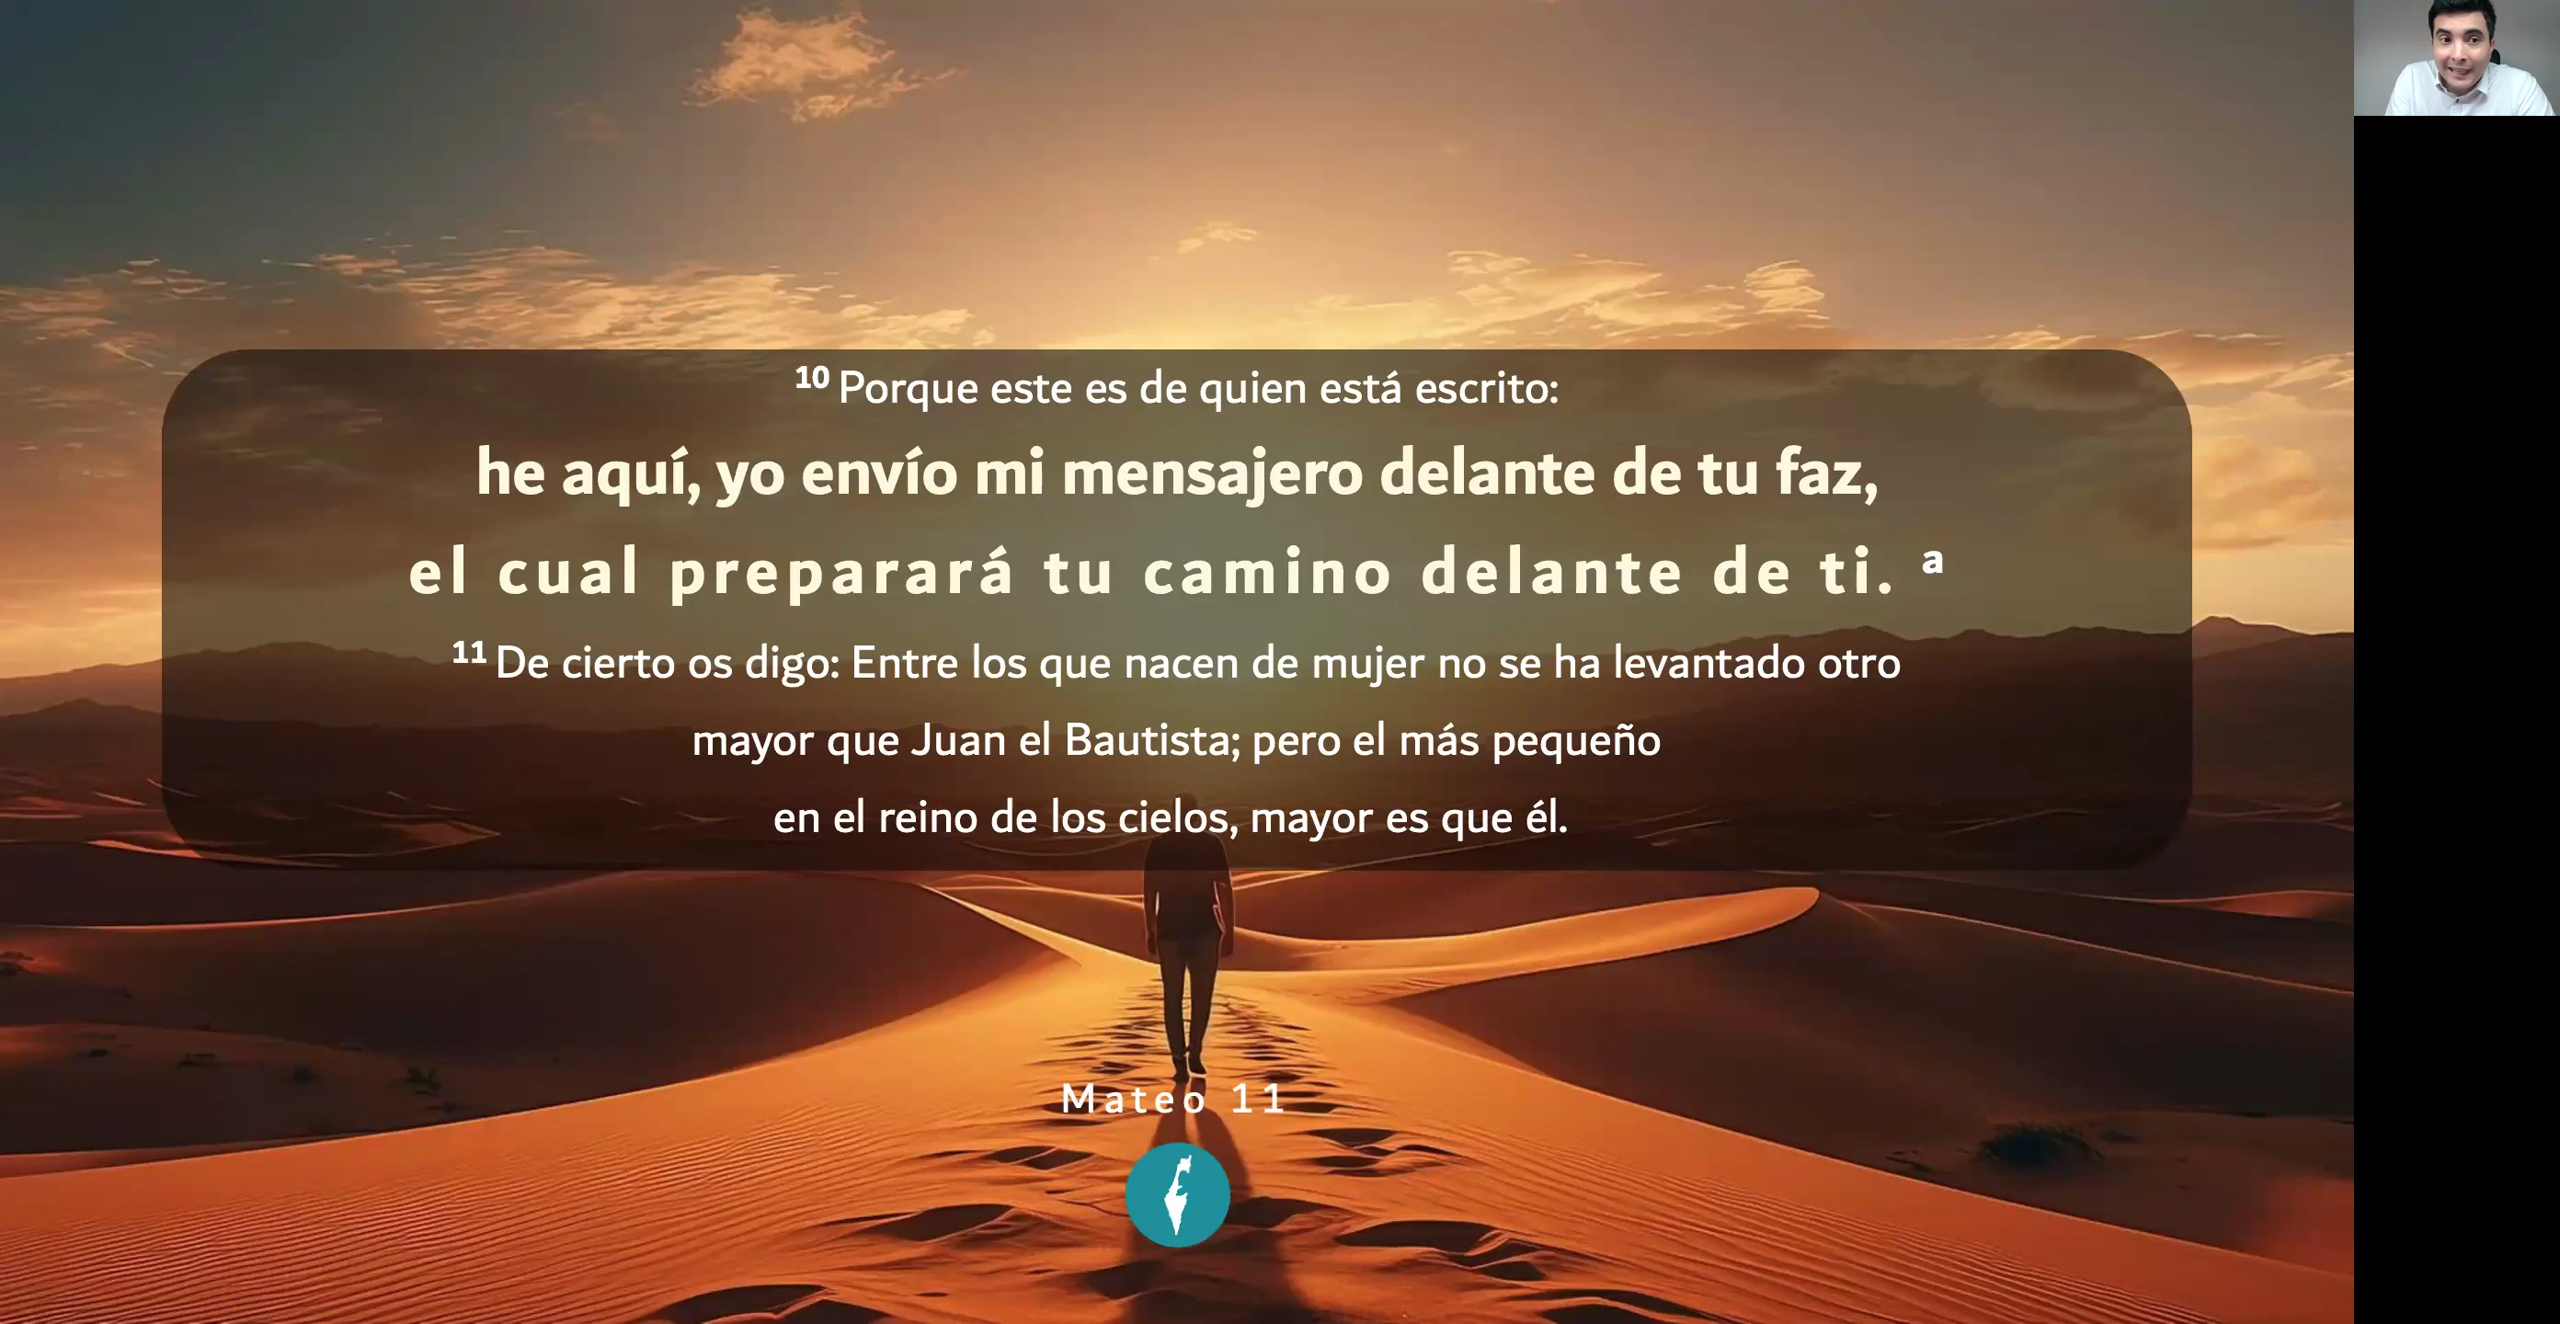 10 Porque este es de quien está escrito:
he aquí, yo envío mi mensajero delante de tu faz,
el cual preparará tu camino delante de ti. a
11 De cierto os digo: Entre los que nacen de mujer no se ha levantado otro
mayor que Juan el Bautista; pero el más pequeño
en el reino de los cielos, mayor es que él.
Mateo 11